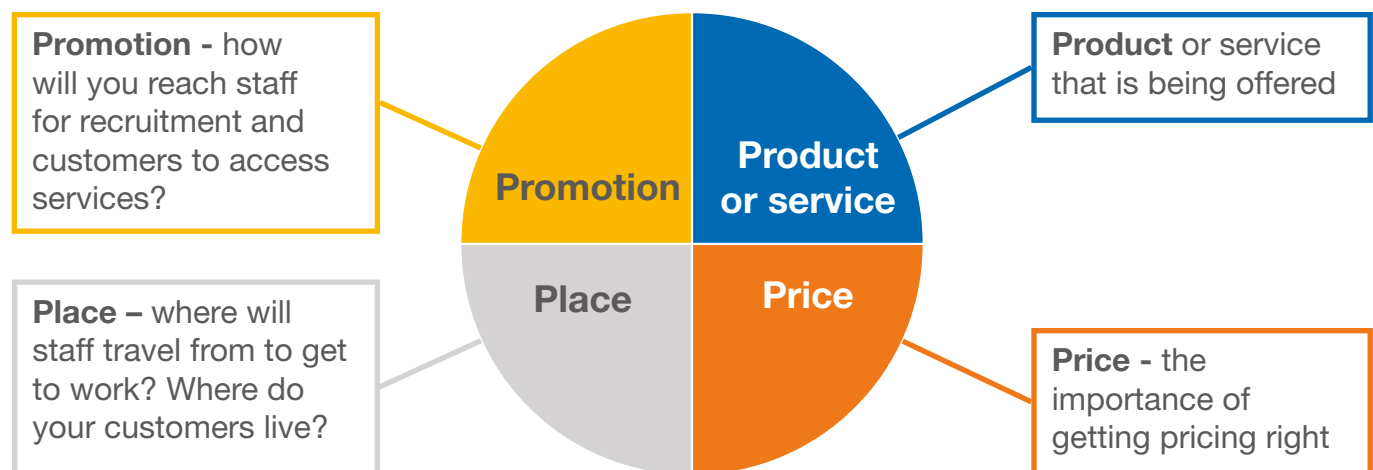 Promotion - how
will you reach staff
for recruitment and
customers to access
services?
Product or service
that is being offered
Promotion
Product
or service
Place
Price
Place – where will
staff travel from to get
to work? Where do
your customers live?
Price - the
importance of
getting pricing right